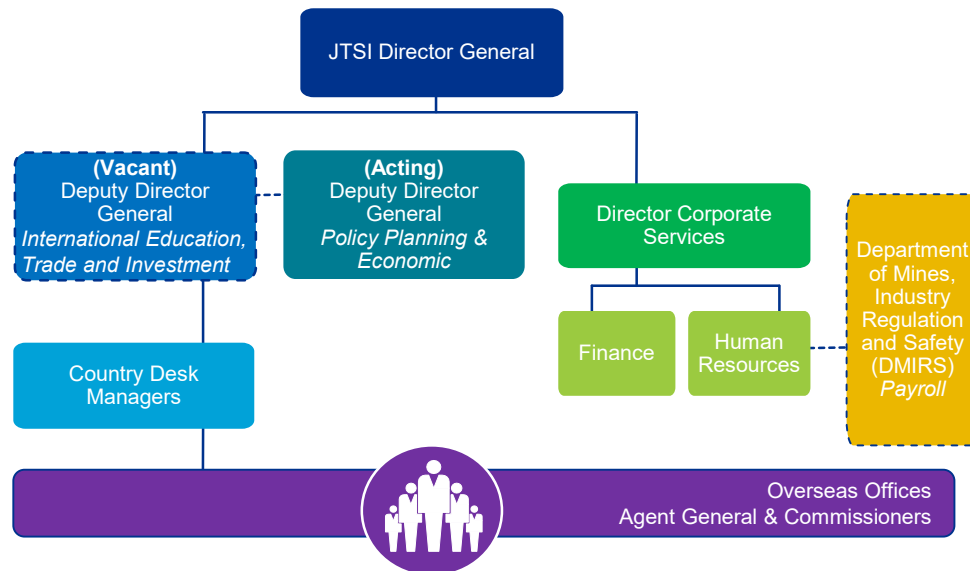 JTSI Director General
(Vacant)
Deputy Director
General
International Education,
Trade and Investment
(Acting)
Deputy Director
General
Policy Planning &
Economic
Director Corporate
Services
Department
of Mines,
Industry
Regulation
and Safety
(DMIRS)
Payroll
Finance
Human
Resources
Country Desk
Managers
Overseas Offices
Agent General & Commissioners